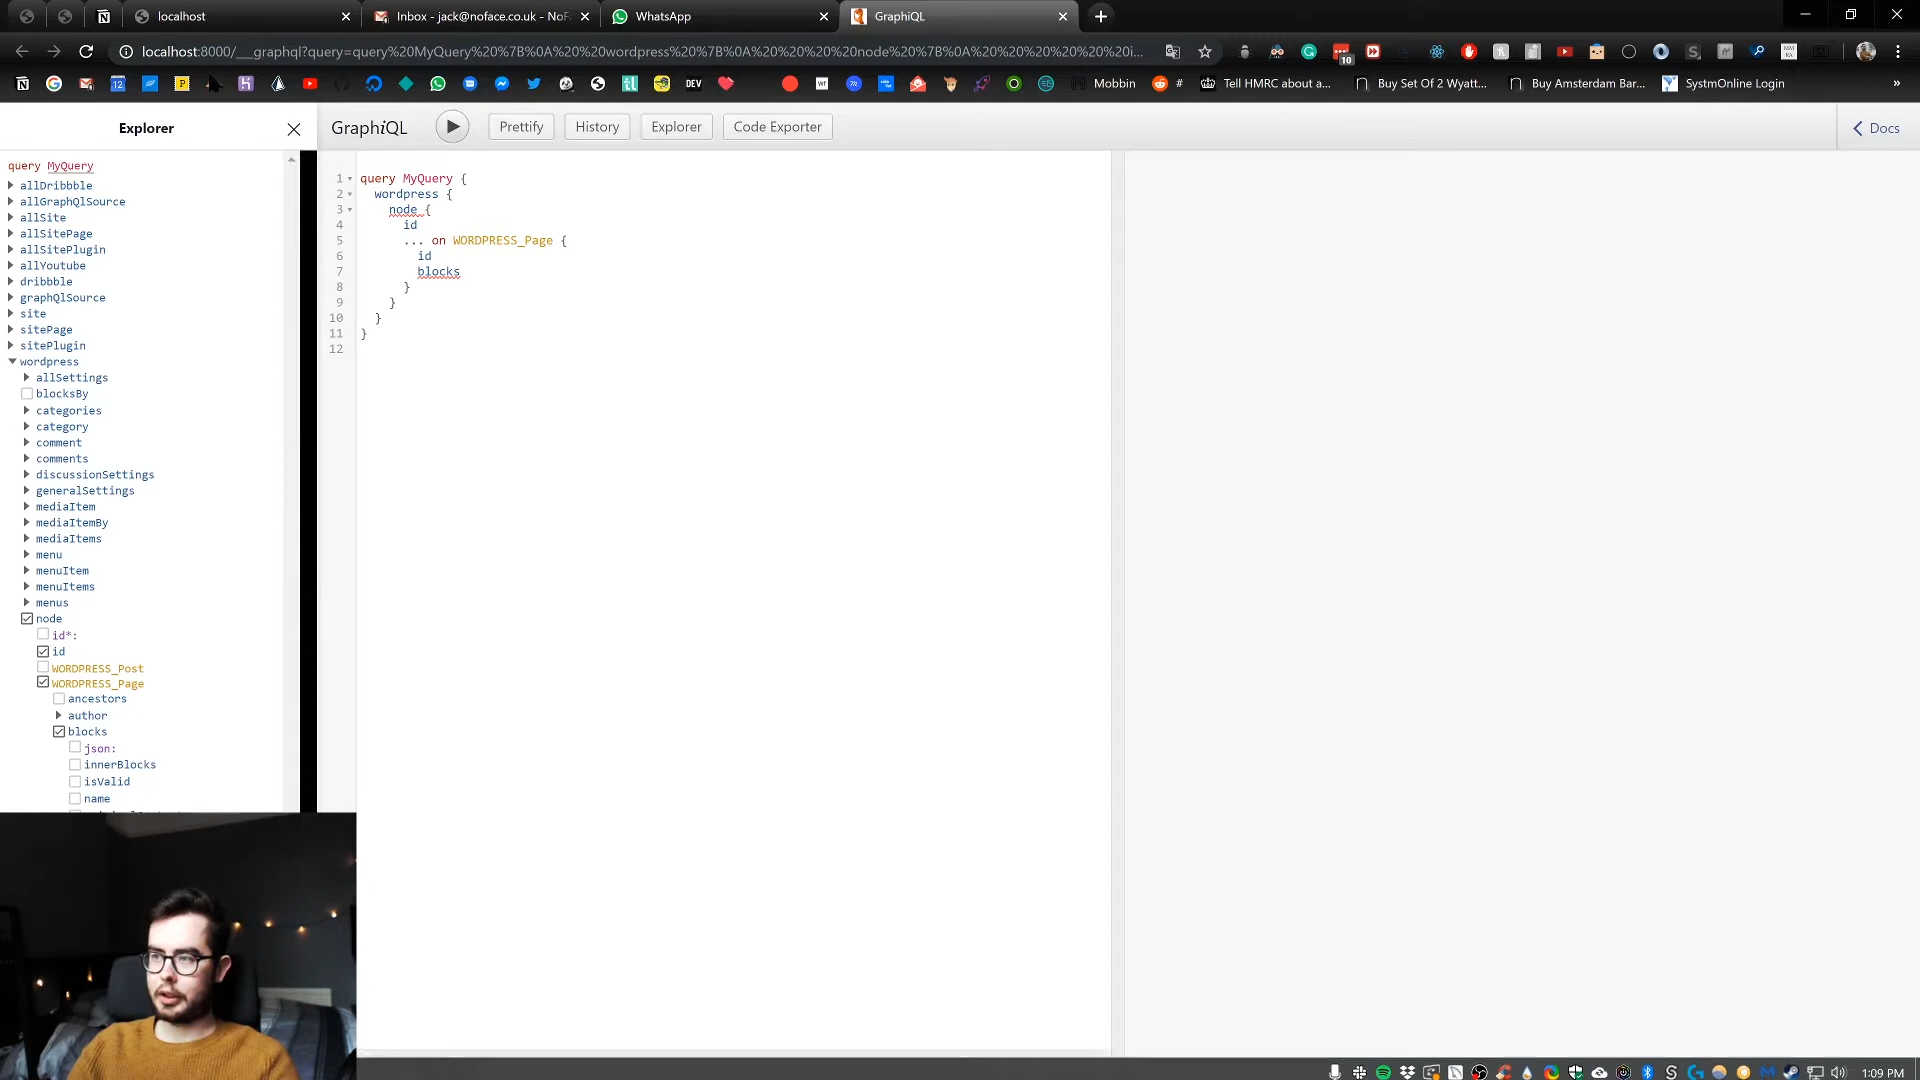 localhost
Inbox - jack@noface.co.uk - NoF
WhatsApp
GraphiQL
localhost:8000/___graphql?query=query%20MyQuery%20%7B%0A%20%20wordpress%20%7B%0A%20%20%20%20node%20%7B%0A%20%20%20%20%20%20i...
10
12
DEV
Mobbin
#
Tell HMRC about a...
Buy Set Of 2 Wyatt...
Buy Amsterdam Bar...
SystmOnline Login
»
Explorer
GraphiQL
Prettify
History
Explorer
Code Exporter
Docs
query MyQuery
allDribbble
allGraphQlSource
allSite
allSitePage
allSitePlugin
allYoutube
dribbble
graphQlSource
site
sitePage
sitePlugin
wordpress
allSettings
blocksBy
categories
category
comment
comments
discussionSettings
generalSettings
mediaItem
mediaItemBy
mediaItems
menu
menuItem
menuItems
menus
node
id*:
id
WORDPRESS_Post
WORDPRESS_Page
ancestors
author
blocks
json:
innerBlocks
isValid
name
1 query MyQuery {
2 wordpress {
3 node {
4 id
5 ... on WORDPRESS_Page {
6 id
7 blocks
8 }
9 }
10 }
11 }
12
1:09 PM